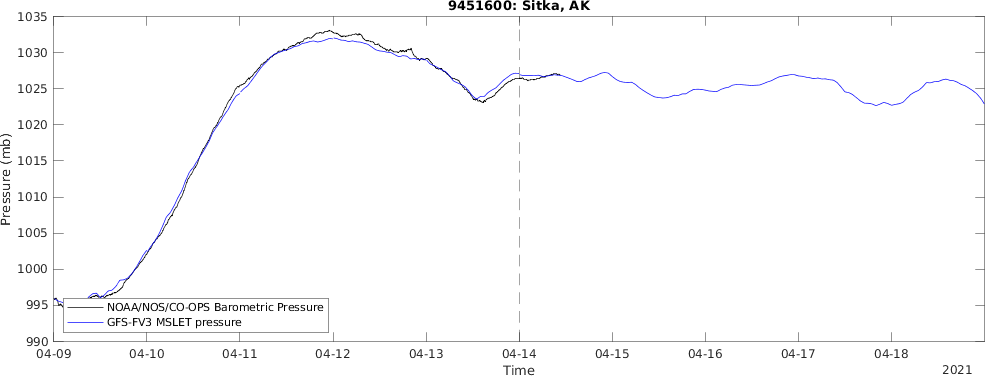 9451600: Sitka, AK
1035
1030
1025
1020
1015
1010
1005
1000
995
990
Pressure (mb)
NOAA/NOS/CO-OPS Barometric Pressure
GFS-FV3 MSLET pressure
04-09 04-10 04-11 04-12 04-13 04-14 04-15 04-16 04-17 04-18
Time
2021